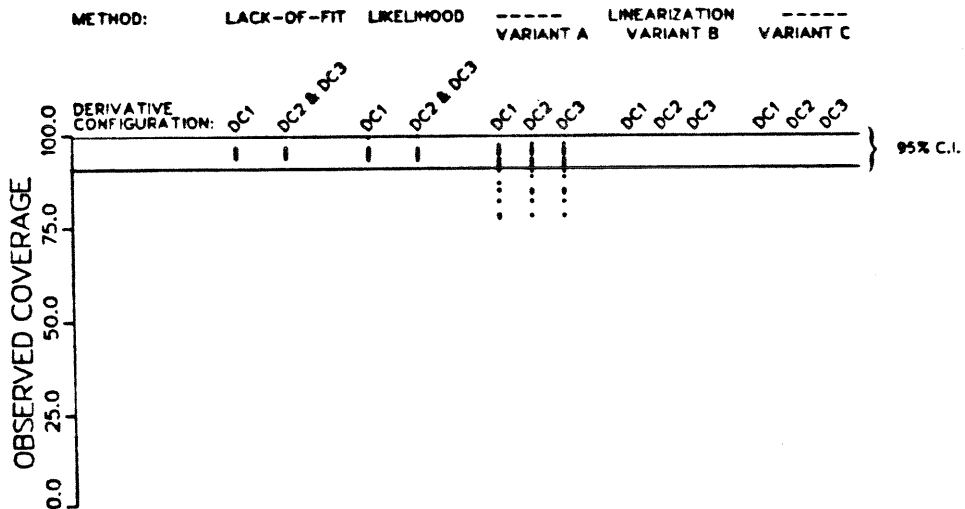 METHOD: LACK-OF-FIT LIKELIHOOD ----- LINEARIZATION -----
VARIANT A VARIANT B VARIANT C
DERIVATIVE
CONFIGURATION: DC1 DC2 & DC3 DC1 DC2 & DC3 DC1 DC2 DC3 DC1 DC2 DC3 DC1 DC2 DC3
100.0
95% C.I.
75.0
50.0
25.0
0.0
OBSERVED COVERAGE